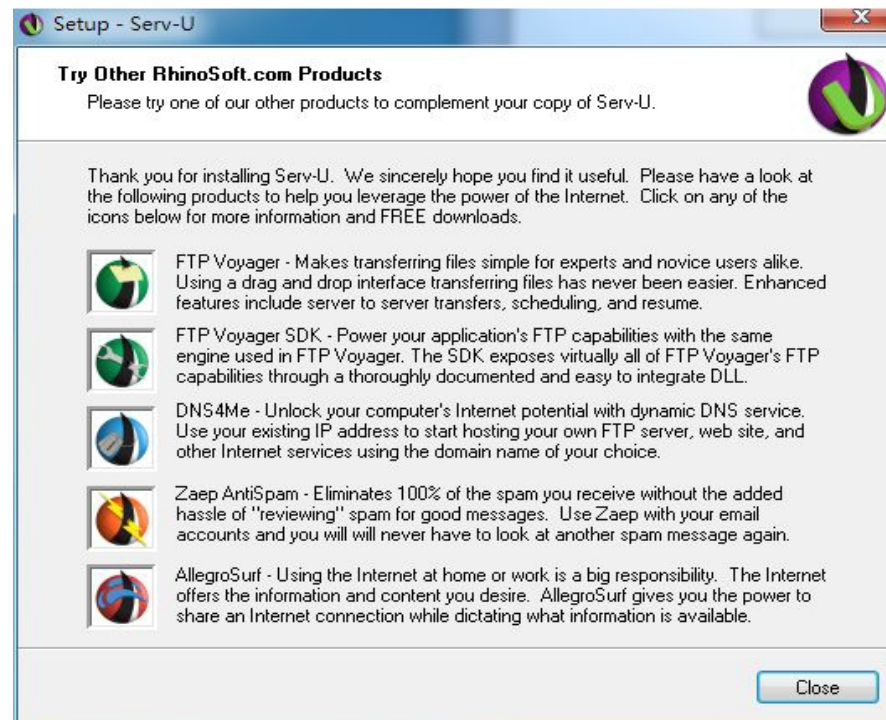 Setup - Serv-U
Try Other RhinoSoft.com Products
Please try one of our other products to complement your copy of Serv-U.
Thank you for installing Serv-U.  We sincerely hope you find it useful.  Please have a look at
the following products to help you leverage the power of the Internet.  Click on any of the
icons below for more information and FREE downloads.
FTP Voyager - Makes transferring files simple for experts and novice users alike.
Using a drag and drop interface transferring files has never been easier. Enhanced
features include server to server transfers, scheduling, and resume.
FTP Voyager SDK - Power your application's FTP capabilities with the same
engine used in FTP Voyager. The SDK exposes virtually all of FTP Voyager's FTP
capabilities through a thoroughly documented and easy to integrate DLL.
DNS4Me - Unlock your computer's Internet potential with dynamic DNS service.
Use your existing IP address to start hosting your own FTP server, web site, and
other Internet services using the domain name of your choice.
Zaep AntiSpam - Eliminates 100% of the spam you receive without the added
hassle of "reviewing" spam for good messages.  Use Zaep with your email
accounts and you will will never have to look at another spam message again.
AllegroSurf - Using the Internet at home or work is a big responsibility.  The Internet
offers the information and content you desire.  AllegroSurf gives you the power to
share an Internet connection while dictating what information is available.
Close